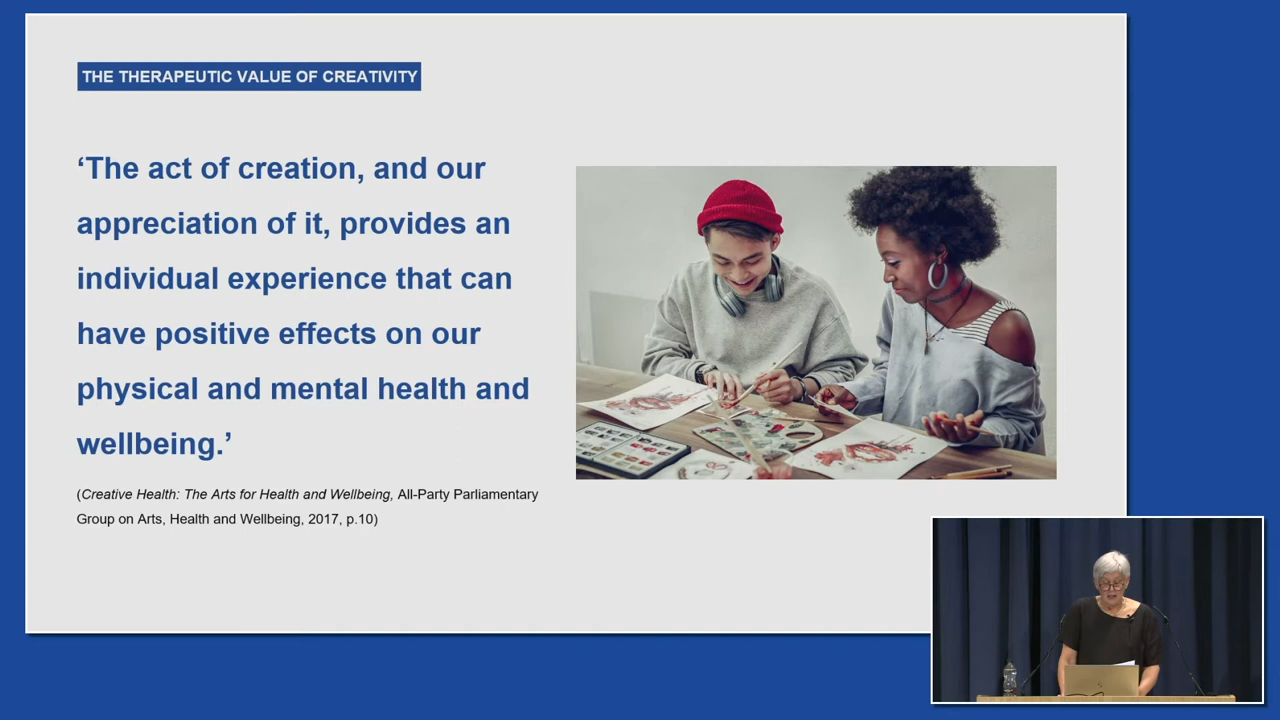 THE THERAPEUTIC VALUE OF CREATIVITY
‘The act of creation, and our
appreciation of it, provides an
individual experience that can
have positive effects on our
physical and mental health and
wellbeing.’
(Creative Health: The Arts for Health and Wellbeing, All-Party Parliamentary
Group on Arts, Health and Wellbeing, 2017, p.10)